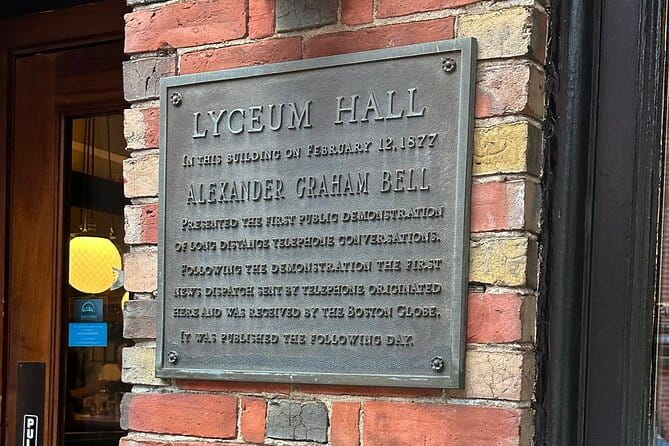 LYCEUM HALL
IN THIS BUILDING ON FEBRUARY 12, 1877
ALEXANDER GRAHAM BELL
PRESENTED THE FIRST PUBLIC DEMONSTRATION
OF LONG DISTANCE TELEPHONE CONVERSATIONS.
FOLLOWING THE DEMONSTRATION THE FIRST
NEWS DISPATCH SENT BY TELEPHONE ORIGINATED
HERE AND WAS RECEIVED BY THE BOSTON GLOBE.
IT WAS PUBLISHED THE FOLLOWING DAY.